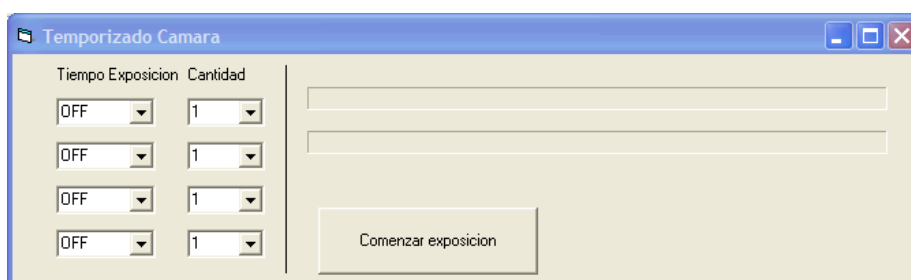 Temporizado Camara
Tiempo Exposicion Cantidad
OFF 1
OFF 1
OFF 1
OFF 1
Comenzar exposicion